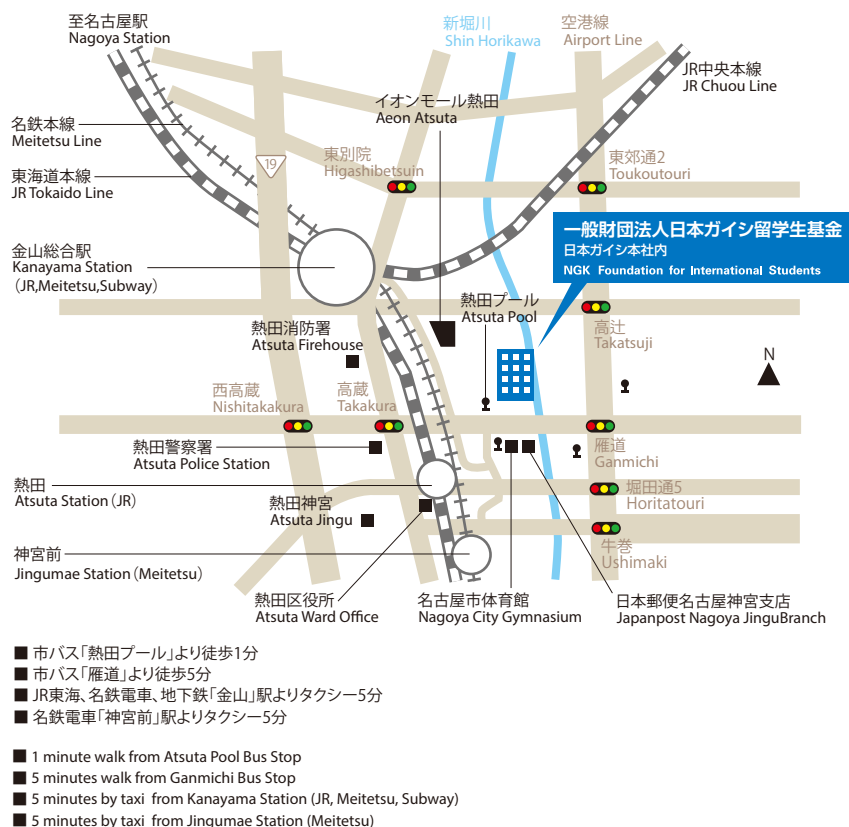 至名古屋駅
Nagoya Station
新堀川
Shin Horikawa
空港線
Airport Line
JR中央本線
JR Chuou Line
イオンモール熱田
Aeon Atsuta
名鉄本線
Meitetsu Line
東海道本線
JR Tokaido Line
19
東別院
Higashibetsuin
東郊通2
Toukoutouri
一般財団法人日本ガイシ留学生基金
日本ガイシ本社内
NGK Foundation for International Students
金山総合駅
Kanayama Station
(JR,Meitetsu,Subway)
熱田プール
Atsuta Pool
熱田消防署
Atsuta Firehouse
高辻
Takatsuji
N
西高蔵
Nishitakakura
高蔵
Takakura
熱田警察署
Atsuta Police Station
雁道
Ganmichi
熱田
Atsuta Station(JR)
熱田神宮
Atsuta Jingu
堀田通5
Horitatouri
神宮前
Jingumae Station(Meitetsu)
牛巻
Ushimaki
熱田区役所
Atsuta Ward Office
名古屋市体育館
Nagoya City Gymnasium
日本郵便名古屋神宮支店
Japanpost Nagoya JinguBranch
■ 市バス「熱田プール」より徒歩1分
■ 市バス「雁道」より徒歩5分
■ JR東海、名鉄電車、地下鉄「金山」駅よりタクシー5分
■ 名鉄電車「神宮前」駅よりタクシー5分
■ 1 minute walk from Atsuta Pool Bus Stop
■ 5 minutes walk from Ganmichi Bus Stop
■ 5 minutes by taxi from Kanayama Station (JR, Meitetsu, Subway)
■ 5 minutes by taxi from Jingumae Station (Meitetsu)